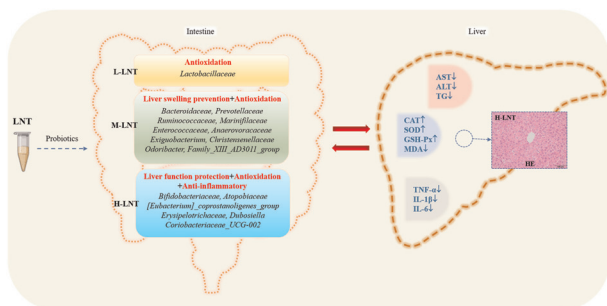 Intestine
Liver
L-LNT
Antioxidation
Lactobacillaceae
M-LNT
Liver swelling prevention+Antioxidation
Bacteroidaceae, Prevotellaceae
Ruminococcaceae, Marinifilaceae
Enterococcaceae, Anaerovoracaceae
Exiguobacterium, Christensenellaceae
Odoribacter, Family_XIII_AD3011_group
H-LNT
Liver function protection+Antioxidation
+Anti-inflammatory
Bifidobacteriaceae, Atopobiaceae
[Eubacterium]_coprostanoligenes_group
Erysipelotrichaceae, Dubosiella
Coriobacteriaceae_UCG-002
LNT
Probiotics
AST↓
ALT↓
TG↓
CAT↑
SOD↑
GSH-Px↑
MDA↓
TNF-α↓
IL-1β↓
IL-6↓
H-LNT
HE